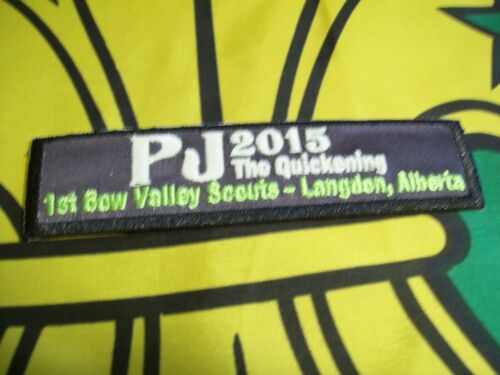 PJ 2015
The Quickening
1st Bow Valley Scouts - Langdon, Alberta